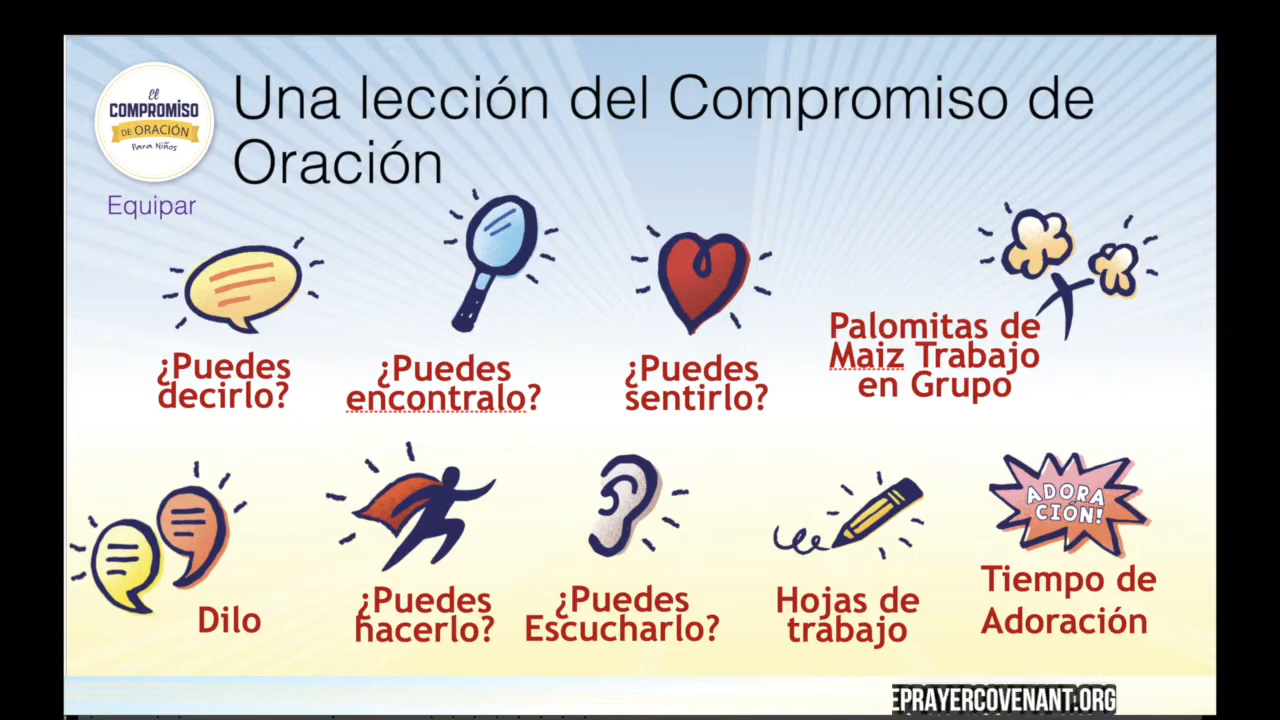 El
COMPROMISO
DE ORACIÓN
Para Niños
Una lección del Compromiso de
Oración
Equipar
¿Puedes
decirlo?
¿Puedes
encontralo?
¿Puedes
sentirlo?
Palomitas de
Maiz Trabajo
en Grupo
Dilo
¿Puedes
hacerlo?
¿Puedes
Escucharlo?
Hojas de
trabajo
ADORA
CIÓN!
Tiempo de
Adoración
EPRAYERCOVENANT.ORG